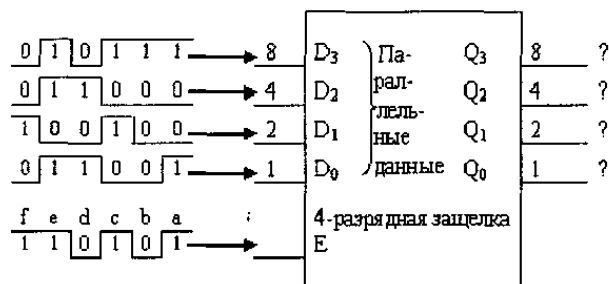 0 1 0 1 1 1 8 D3 Па- Q3 8 ?
0 1 1 0 0 0 4 D2 рал- Q2 4 ?
1 0 0 1 0 0 2 D1 лель- Q1 2 ?
ные
0 1 1 0 0 1 1 D0 данные Q0 1 ?
f e d c b a 4-разрядная защелка
1 1 0 1 0 1 E